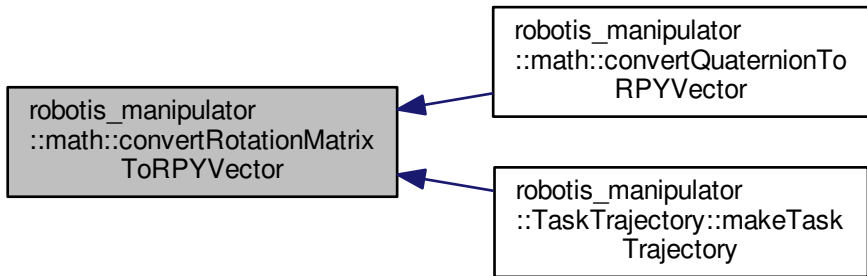 robotis_manipulator
::math::convertRotationMatrix
ToRPYVector
robotis_manipulator
::math::convertQuaternionTo
RPYVector
robotis_manipulator
::TaskTrajectory::makeTask
Trajectory